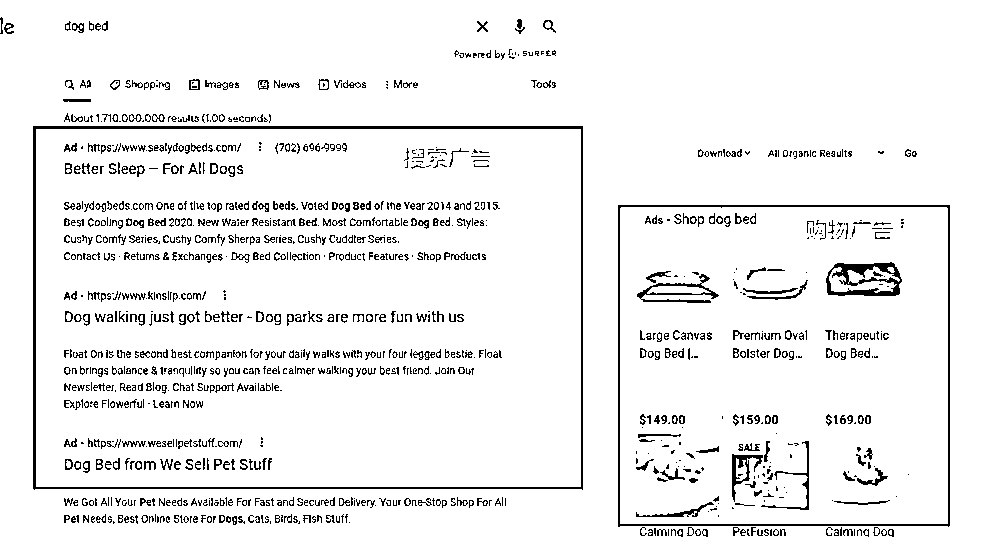 le
dog bed
Powered by SURFER
All Shopping Images News Videos More Tools
About 1,710,000,000 results (1.00 seconds)
Ad · https://www.sealydogbeds.com/ (702) 696-9999
搜索广告
Better Sleep – For All Dogs
Sealydogbeds.com One of the top rated dog beds. Voted Dog Bed of the Year 2014 and 2015.
Best Cooling Dog Bed 2020. New Water Resistant Bed. Most Comfortable Dog Bed. Styles:
Cushy Comfy Series, Cushy Comfy Sherpa Series, Cushy Cuddter Series.
Contact Us · Returns & Exchanges · Dog Bed Collection · Product Features · Shop Products
Ad · https://www.kinslip.com/
Dog walking just got better - Dog parks are more fun with us
Float On is the second best companion for your daily walks with your four legged bestie. Float
On brings balance & tranquility so you can feel calmer walking your best friend. Join Our
Newsletter, Read Blog. Chat Support Available.
Explore Flowerful · Learn Now
Ad · https://www.wesellpetstuff.com/
Dog Bed from We Sell Pet Stuff
We Got All Your Pet Needs Available For Fast and Secured Delivery. Your One-Stop Shop For All
Pet Needs, Best Online Store For Dogs, Cats, Birds, Fish Stuff.
Download All Organic Results Go
Ads · Shop dog bed
购物广告
Large Canvas Premium Oval Therapeutic
Dog Bed |... Bolster Dog... Dog Bed...
$149.00 $159.00 $169.00
SALE
Calming Dog PetFusion Calming Dog